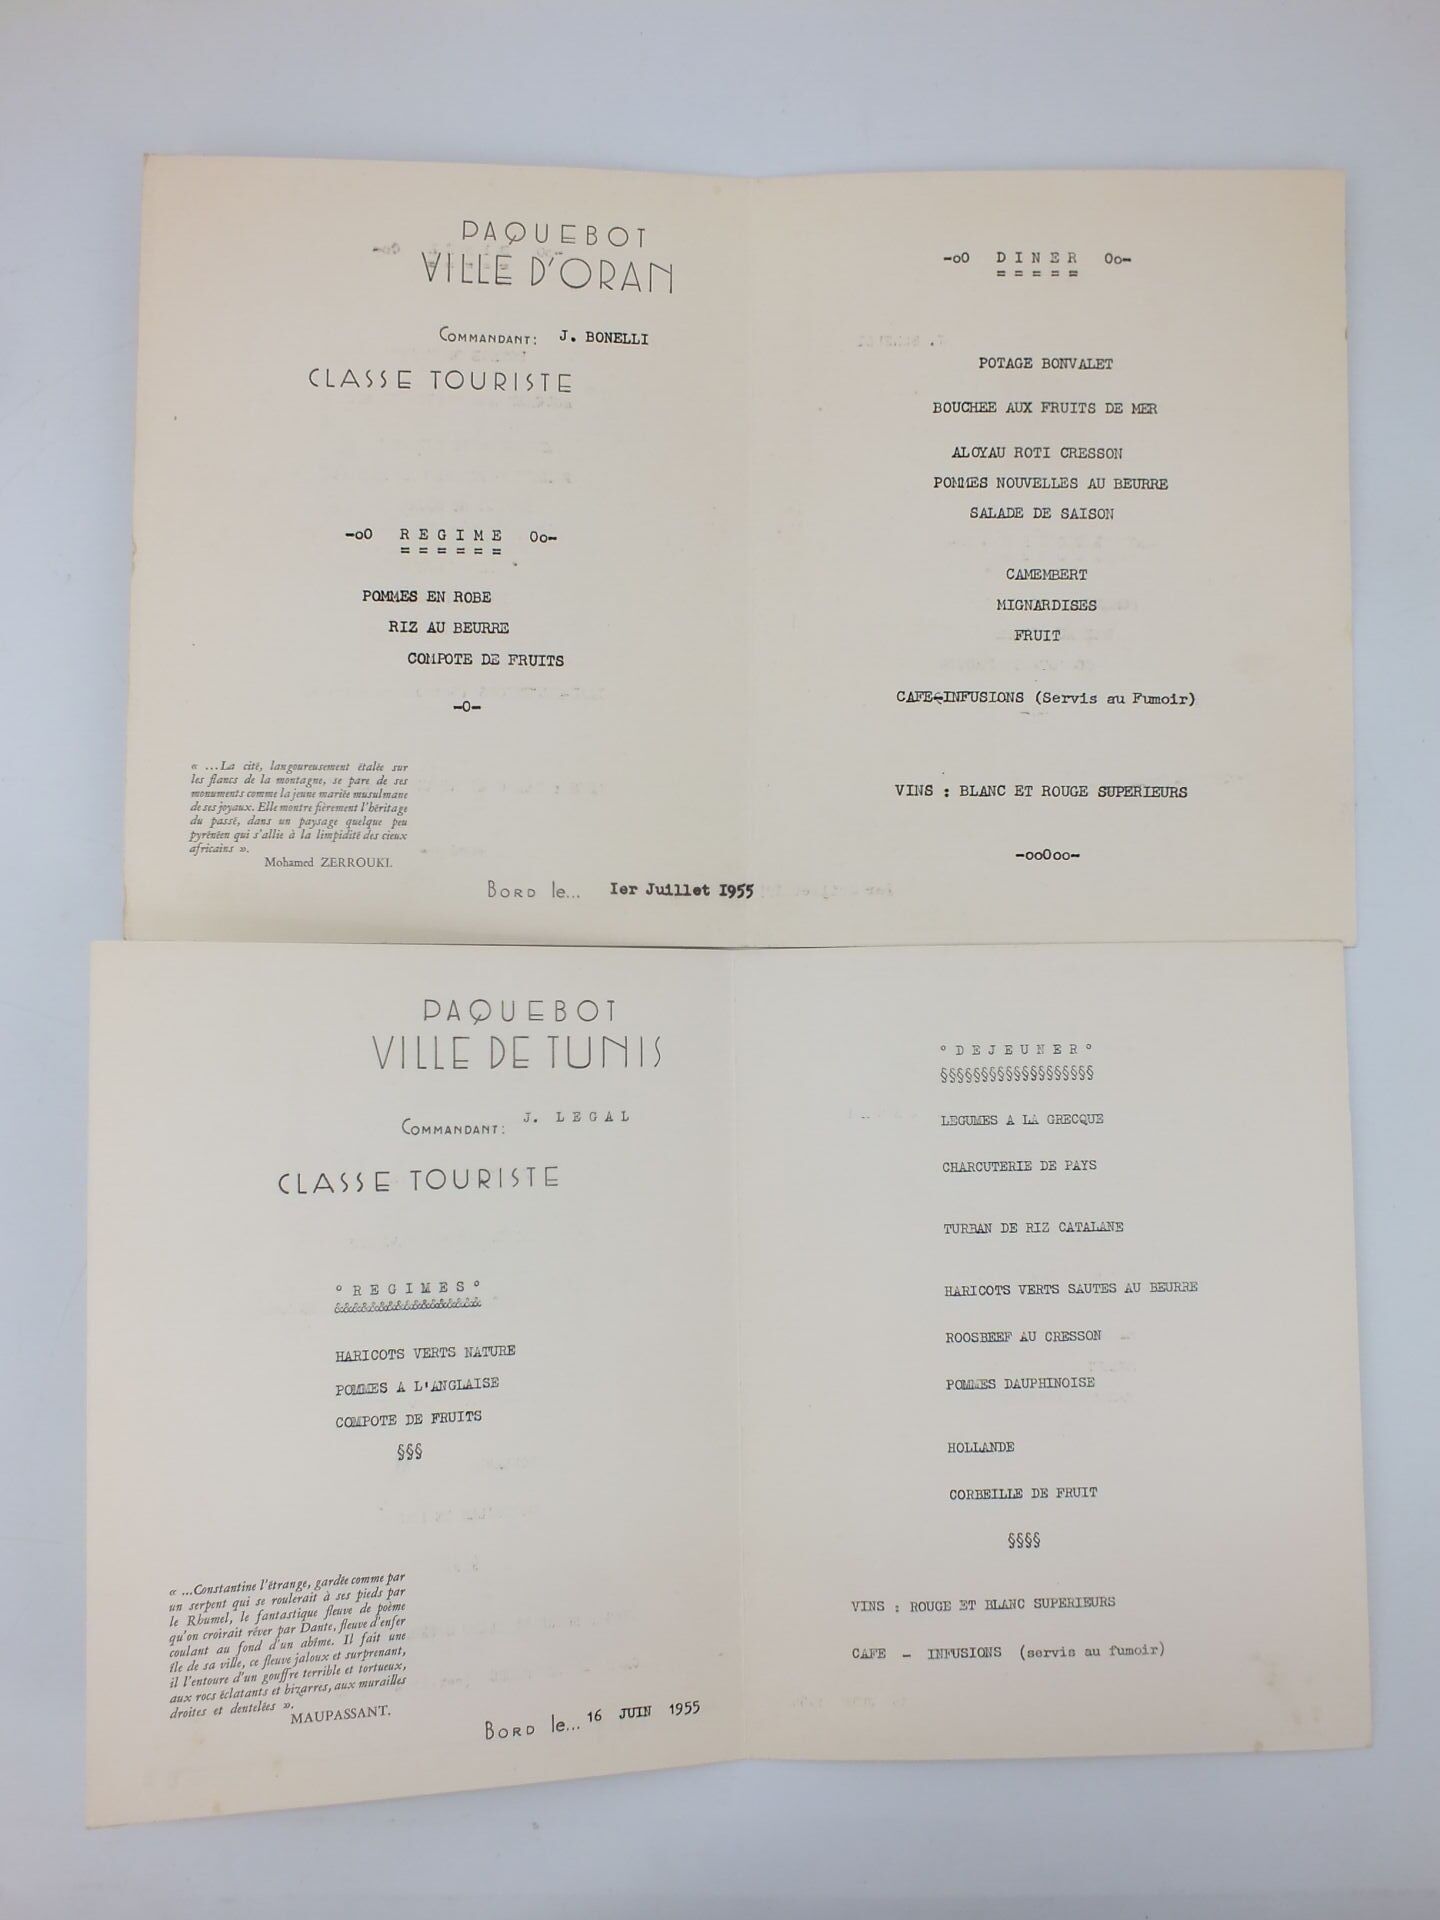 PAQUEBOT
VILLE D'ORAN
COMMANDANT: J. BONELLI
CLASSE TOURISTE
-oO R E G I M E Oo-
= = = = = =
POMMES EN ROBE
RIZ AU BEURRE
COMPOTE DE FRUITS
-O-
« ...La cité, langoureusement étalée sur
les flancs de la montagne, se pare de ses
monuments comme la jeune mariée musulmane
de ses joyaux. Elle montre fièrement l'héritage
du passé, dans un paysage quelque peu
pyrénéen qui s'allie à la limpidité des cieux
africains ».
Mohamed ZERROUKI.
BORD le... Ier Juillet I955
-oO D I N E R Oo-
= = = = =
POTAGE BONVALET
BOUCHEE AUX FRUITS DE MER
ALOYAU ROTI CRESSON
POMMES NOUVELLES AU BEURRE
SALADE DE SAISON
CAMEMBERT
MIGNARDISES
FRUIT
CAFE-INFUSIONS (Servis au Fumoir)
VINS : BLANC ET ROUGE SUPERIEURS
-ooOoo-
PAQUEBOT
VILLE DE TUNIS
COMMANDANT: J. L E G A L
CLASSE TOURISTE
° R E G I M E S °
&&&&&&&&&&&&&&&&&&
HARICOTS VERTS NATURE
POMMES A L'ANGLAISE
COMPOTE DE FRUITS
§§§
« ...Constantine l'étrange, gardée comme par
un serpent qui se roulerait à ses pieds par
le Rhumel, le fantastique fleuve de poème
qu'on croirait rêver par Dante, fleuve d'enfer
coulant au fond d'un abîme. Il fait une
île de sa ville, ce fleuve jaloux et surprenant,
il l'entoure d'un gouffre terrible et tortueux,
aux rocs éclatants et bizarres, aux murailles
droites et dentelées ».
MAUPASSANT.
BORD le... 16 JUIN 1955
° D E J E U N E R °
§§§§§§§§§§§§§§§§§§§
LEGUMES A LA GRECQUE
CHARCUTERIE DE PAYS
TURBAN DE RIZ CATALANE
HARICOTS VERTS SAUTES AU BEURRE
ROOSBEEF AU CRESSON
POMMES DAUPHINOISE
HOLLANDE
CORBEILLE DE FRUIT
§§§§
VINS : ROUGE ET BLANC SUPERIEURS
CAFE - INFUSIONS (servis au fumoir)